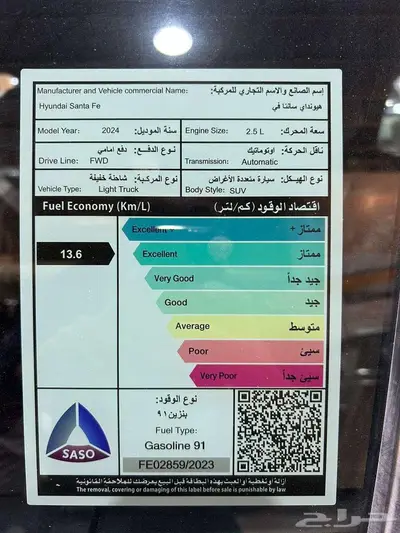 Manufacturer and Vehicle commercial Name: إسم الصانع والاسم التجاري للمركبة:
Hyundai Santa Fe هيونداي سانتا في
Model Year: 2024 سنة الموديل:
Engine Size: 2.5 L سعة المحرك:
نوع الدفع: دفع امامي
Drive Line: FWD
ناقل الحركة: اوتوماتيك
Transmission: Automatic
نوع المركبة: شاحنة خفيفة
Vehicle Type: Light Truck
نوع الهيكل: سيارة متعددة الأغراض
Body Style: SUV
Fuel Economy (Km/L) اقتصاد الوقود (كم/لتر)
Excellent + ممتاز +
13.6 Excellent ممتاز
Very Good جيد جداً
Good جيد
Average متوسط
Poor سيئ
Very Poor سيئ جداً
نوع الوقود:
بنزين ٩١
Fuel Type:
Gasoline 91
FE02859/2023
SASO
إزالة أو تغطية أو العبث بهذه البطاقة قبل البيع يعرضك للملاحقة القانونية
The removal, covering or damaging of this label before sale is punishable by law
حراج